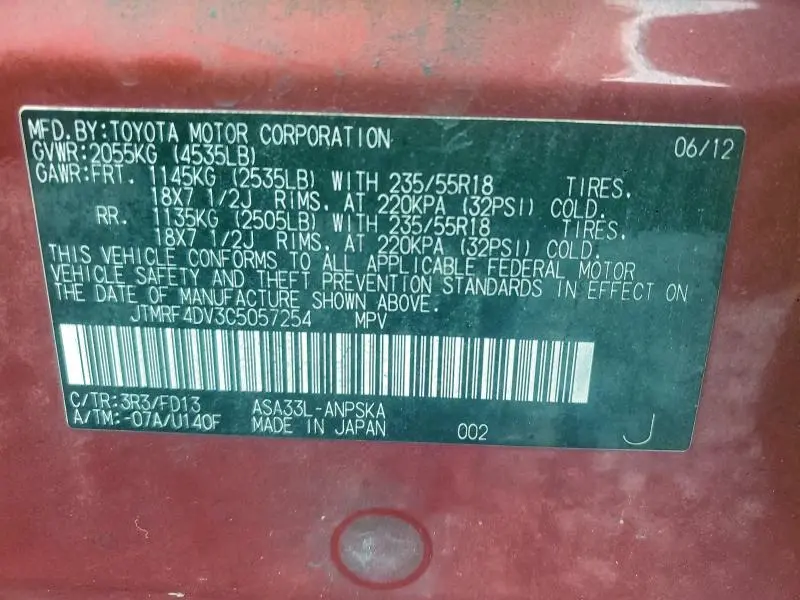 MFD.BY:TOYOTA MOTOR CORPORATION 06/12
GVWR:2055KG (4535LB)
GAWR:FRT. 1145KG (2535LB) WITH 235/55R18 TIRES.
18X7 1/2J RIMS. AT 220KPA (32PSI) COLD.
RR. 1135KG (2505LB) WITH 235/55R18 TIRES.
18X7 1/2J RIMS. AT 220KPA (32PSI) COLD.
THIS VEHICLE CONFORMS TO ALL APPLICABLE FEDERAL MOTOR
VEHICLE SAFETY AND THEFT PREVENTION STANDARDS IN EFFECT ON
THE DATE OF MANUFACTURE SHOWN ABOVE.
JTMRF4DV3C5057254 MPV
C/TR:3R3/FD13 ASA33L-ANPSKA
A/TM:-07A/U140F MADE IN JAPAN 002 J